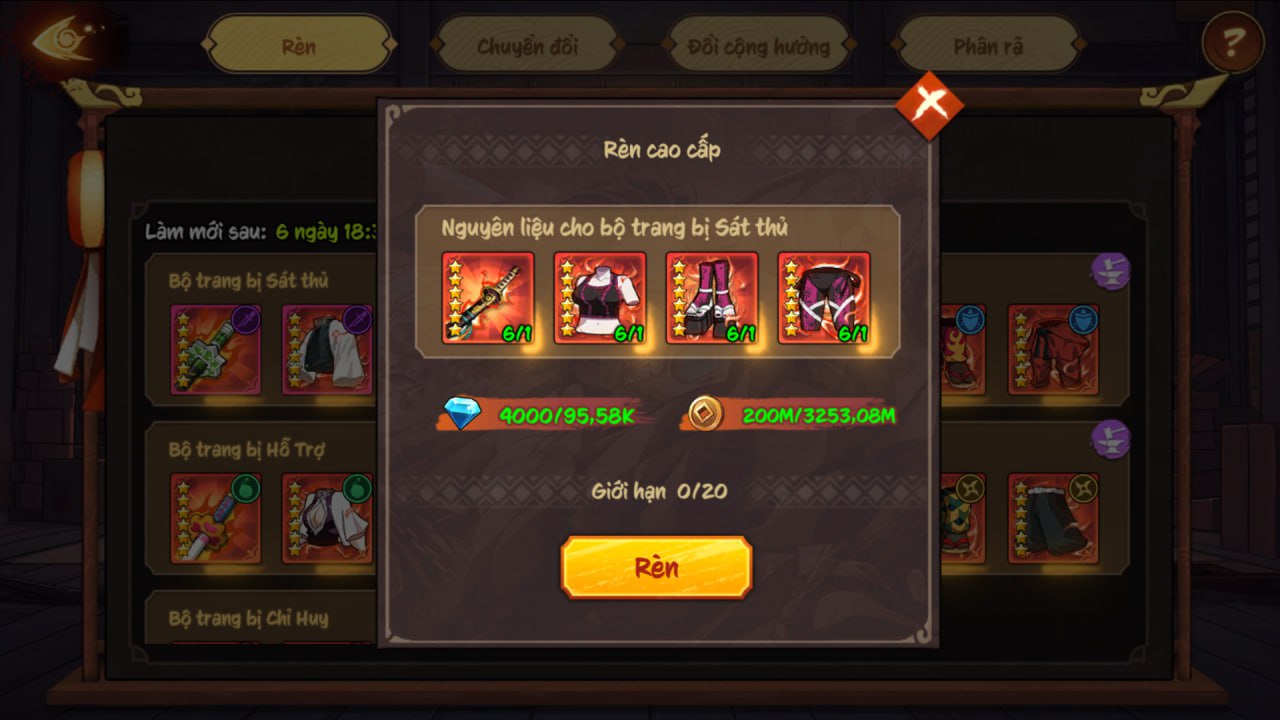 Rèn
Chuyển đổi
Đổi cộng hưởng
Phân rã
?
Rèn cao cấp
Làm mới sau: 6 ngày 18:
Nguyên liệu cho bộ trang bị Sát thủ
6/1
6/1
6/1
6/1
Bộ trang bị Sát thủ
4000/95,58K
200M/3253,08M
Bộ trang bị Hỗ Trợ
Giới hạn 0/20
Rèn
Bộ trang bị Chỉ Huy